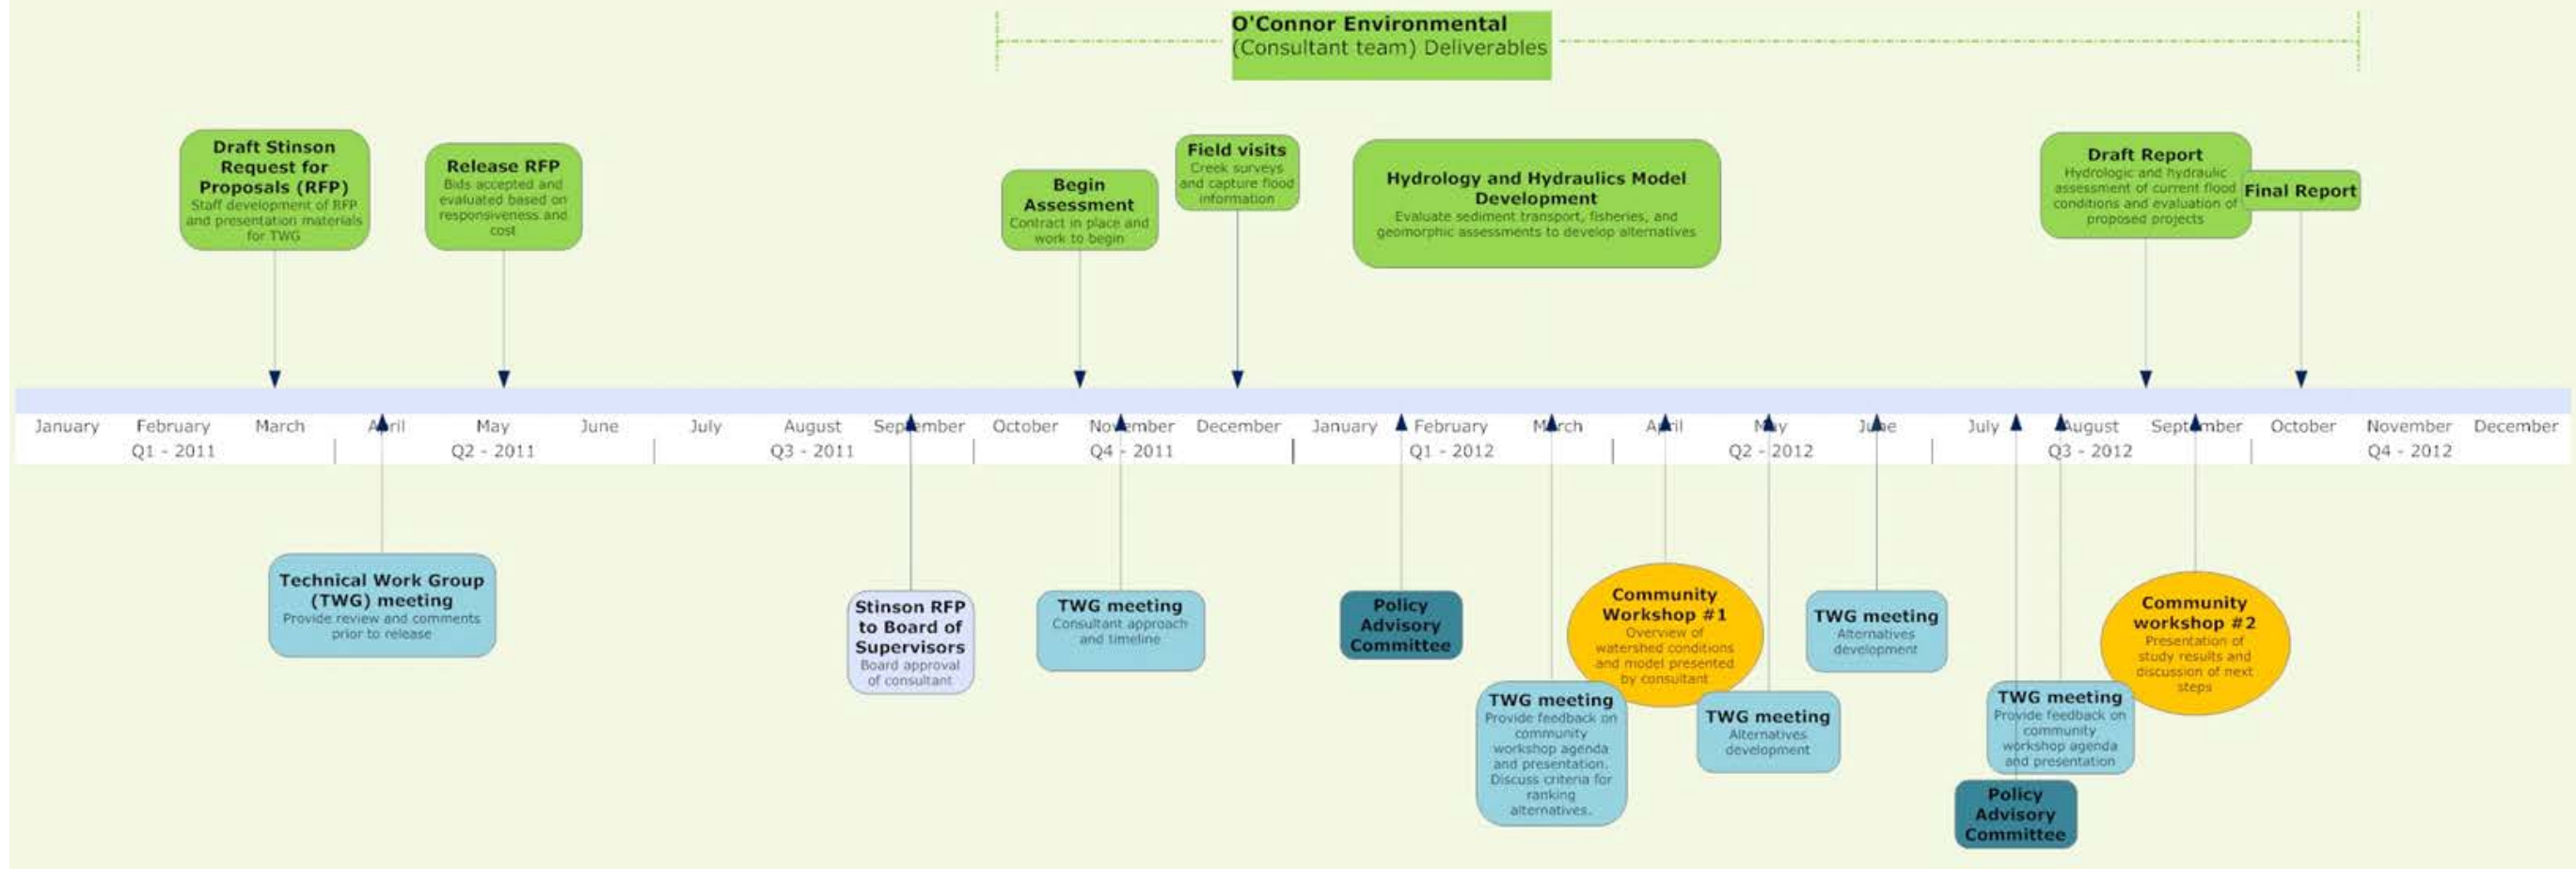 O'Connor Environmental
(Consultant team) Deliverables
Draft Stinson
Request for
Proposals (RFP)
Staff development of RFP
and presentation materials
for TWG
Release RFP
Bids accepted and
evaluated based on
responsiveness and
cost
Begin
Assessment
Contract in place and
work to begin
Field visits
Creek surveys
and capture flood
information
Hydrology and Hydraulics Model
Development
Evaluate sediment transport, fisheries, and
geomorphic assessments to develop alternatives
Draft Report
Hydrologic and hydraulic
assessment of current flood
conditions and evaluation of
proposed projects
Final Report
January February March April May June July August September October November December January February March April May June July August September October November December
Q1 - 2011 Q2 - 2011 Q3 - 2011 Q4 - 2011 Q1 - 2012 Q2 - 2012 Q3 - 2012 Q4 - 2012
Technical Work Group
(TWG) meeting
Provide review and comments
prior to release
Stinson RFP
to Board of
Supervisors
Board approval
of consultant
TWG meeting
Consultant approach
and timeline
Policy
Advisory
Committee
TWG meeting
Provide feedback on
community
workshop agenda
and presentation.
Discuss criteria for
ranking
alternatives.
Community
Workshop #1
Overview of
watershed conditions
and model presented
by consultant
TWG meeting
Alternatives
development
TWG meeting
Alternatives
development
TWG meeting
Provide feedback on
community
workshop agenda
and presentation
Policy
Advisory
Committee
Community
workshop #2
Presentation of
study results and
discussion of next
steps